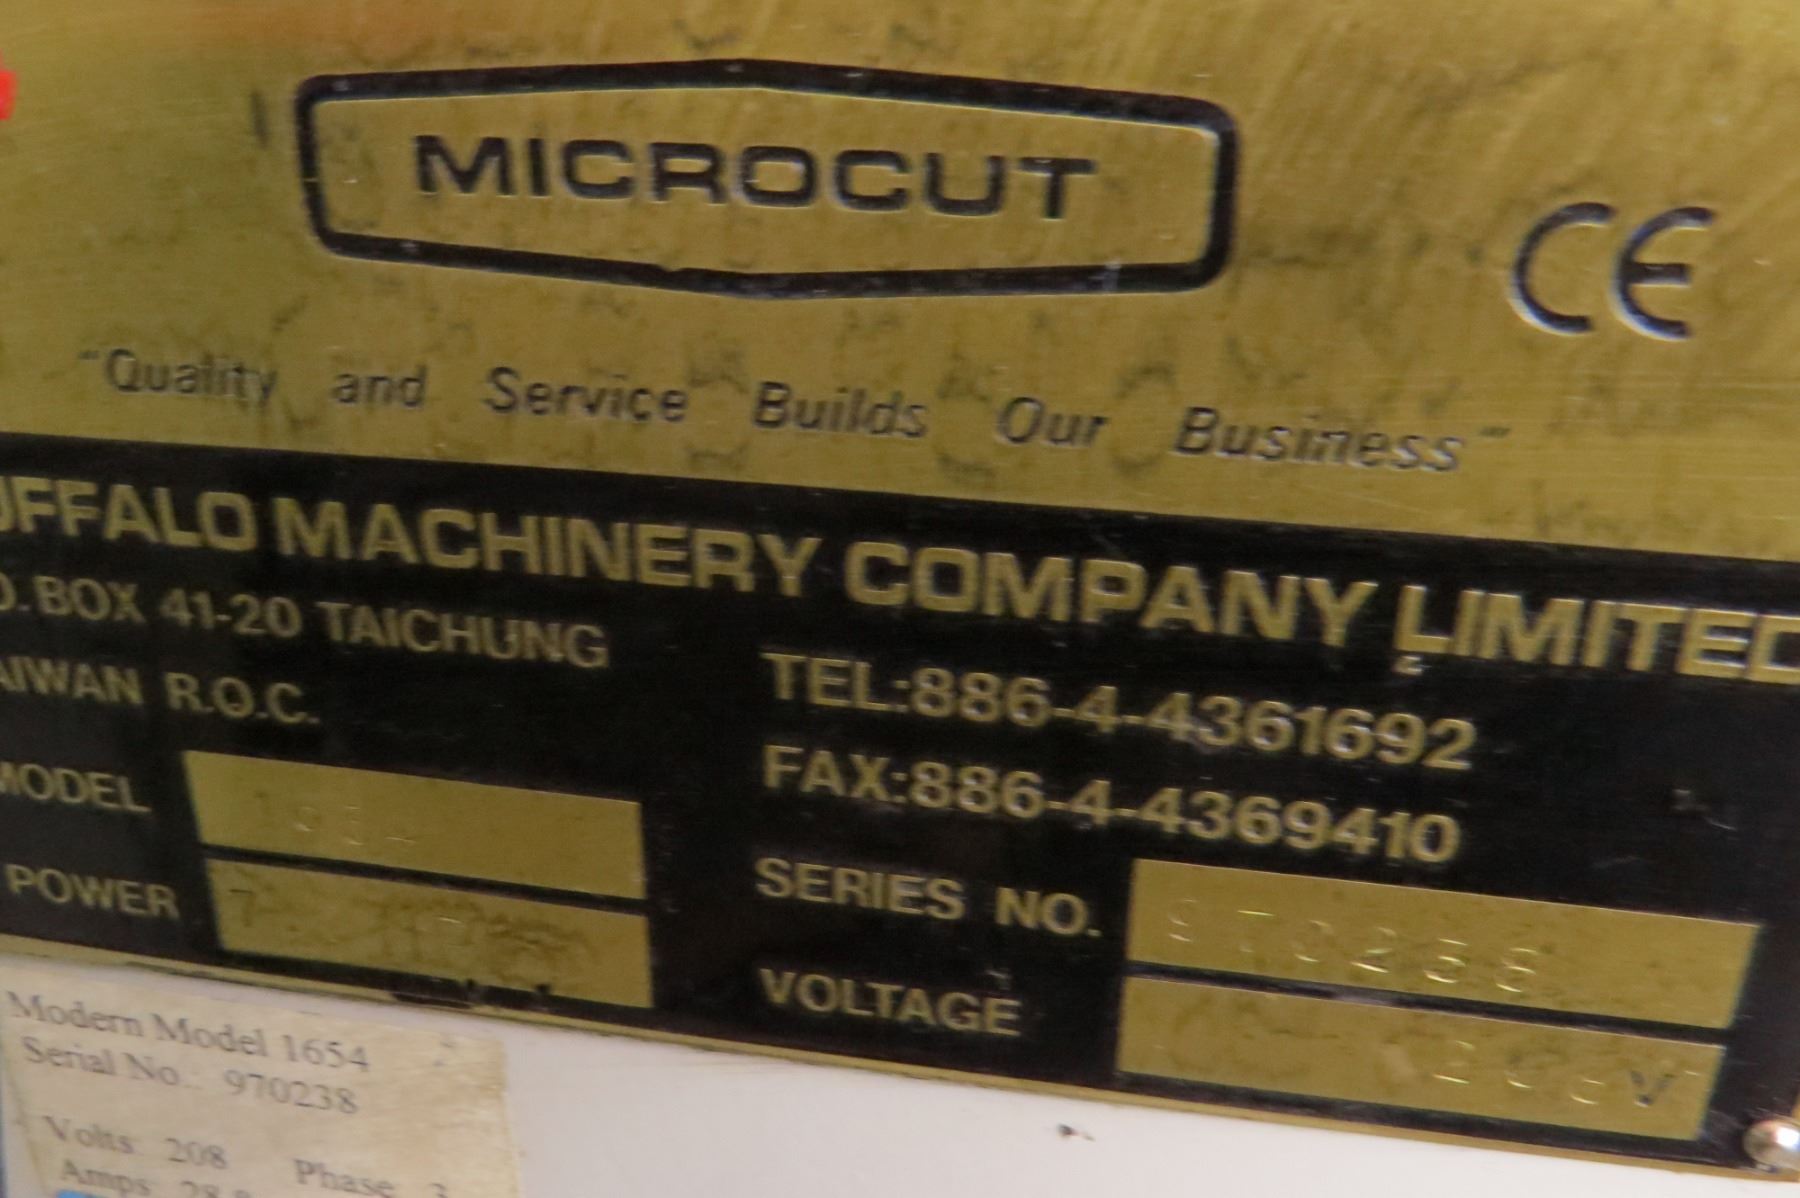 MICROCUT
CE
"Quality and Service Builds Our Business"
UFFALO MACHINERY COMPANY LIMITED
O. BOX 41-20 TAICHUNG
AIWAN R.O.C.
TEL:886-4-4361692
FAX:886-4-4369410
MODEL
POWER
SERIES NO.
VOLTAGE V
Modern Model 1654
Serial No.: 970238
Volts 208 Phase 3
Amps